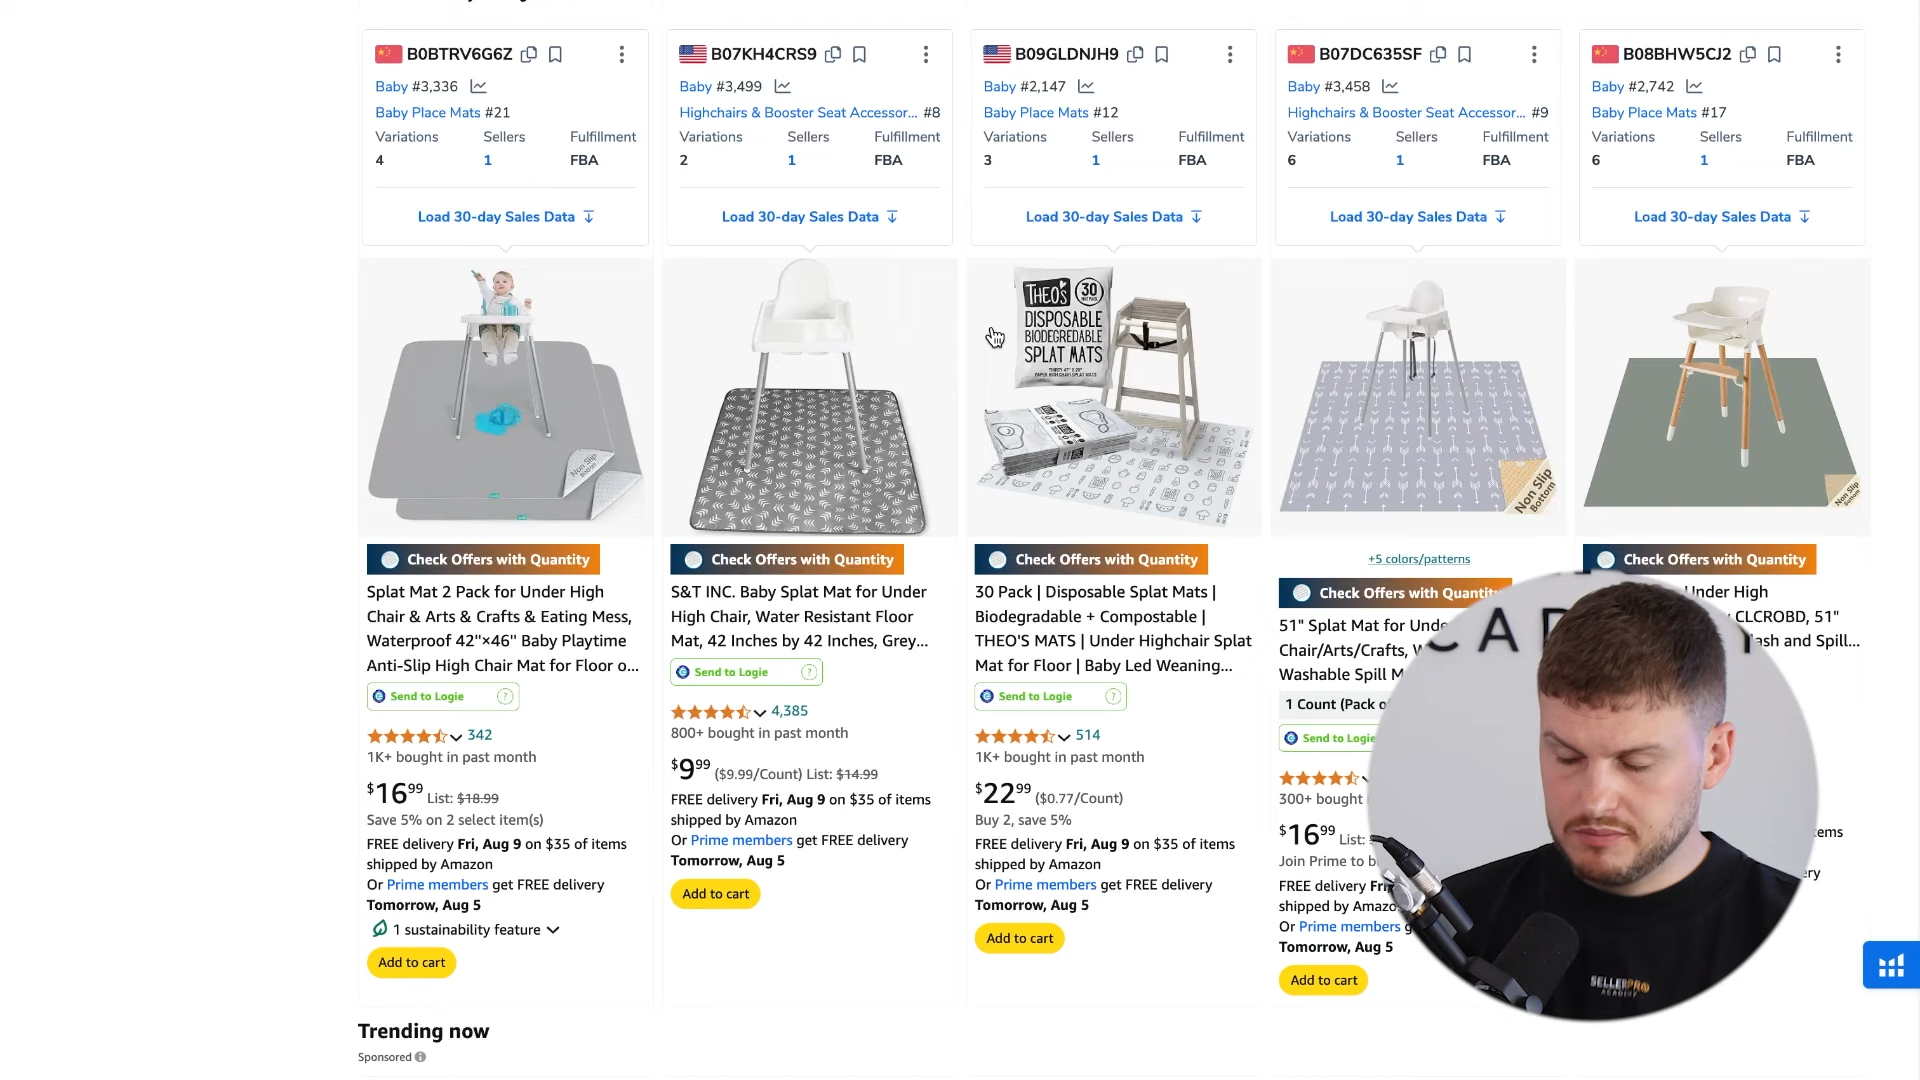 B0BTRV6G6Z
Baby #3,336
Baby Place Mats #21
Variations Sellers Fulfillment
4 1 FBA
Load 30-day Sales Data
Non Slip
Bottom
Check Offers with Quantity
Splat Mat 2 Pack for Under High
Chair & Arts & Crafts & Eating Mess,
Waterproof 42"×46" Baby Playtime
Anti-Slip High Chair Mat for Floor o...
Send to Logie ?
342
1K+ bought in past month
$16.99 List: $18.99
Save 5% on 2 select item(s)
FREE delivery Fri, Aug 9 on $35 of items
shipped by Amazon
Or Prime members get FREE delivery
Tomorrow, Aug 5
1 sustainability feature
Add to cart
B07KH4CRS9
Baby #3,499
Highchairs & Booster Seat Accessor... #8
Variations Sellers Fulfillment
2 1 FBA
Load 30-day Sales Data
Check Offers with Quantity
S&T INC. Baby Splat Mat for Under
High Chair, Water Resistant Floor
Mat, 42 Inches by 42 Inches, Grey...
Send to Logie ?
4,385
800+ bought in past month
$9.99 ($9.99/Count) List: $14.99
FREE delivery Fri, Aug 9 on $35 of items
shipped by Amazon
Or Prime members get FREE delivery
Tomorrow, Aug 5
Add to cart
B09GLDNJH9
Baby #2,147
Baby Place Mats #12
Variations Sellers Fulfillment
3 1 FBA
Load 30-day Sales Data
THEO'S 30
DISPOSABLE
BIODEGREDABLE
SPLAT MATS
Check Offers with Quantity
30 Pack | Disposable Splat Mats |
Biodegradable + Compostable |
THEO'S MATS | Under Highchair Splat
Mat for Floor | Baby Led Weaning...
Send to Logie ?
514
1K+ bought in past month
$22.99 ($0.77/Count)
Buy 2, save 5%
FREE delivery Fri, Aug 9 on $35 of items
shipped by Amazon
Or Prime members get FREE delivery
Tomorrow, Aug 5
Add to cart
B07DC635SF
Baby #3,458
Highchairs & Booster Seat Accessor... #9
Variations Sellers Fulfillment
6 1 FBA
Load 30-day Sales Data
Non Slip
Bottom
+5 colors/patterns
Check Offers with Quantity
51" Splat Mat for Unde
Chair/Arts/Crafts, W
Washable Spill M
1 Count (Pack o
Send to Logie
300+ bought
$16.99 List:
Join Prime to b
FREE delivery Fri
shipped by Amazo
Or Prime members g
Tomorrow, Aug 5
Add to cart
B08BHW5CJ2
Baby #2,742
Baby Place Mats #17
Variations Sellers Fulfillment
6 1 FBA
Load 30-day Sales Data
Non Slip
Bottom
Check Offers with Quantity
Under High
CLCROBD, 51"
ash and Spill...
ems
ery
CAD
SELLERPRO
ACADEMY
Trending now
Sponsored